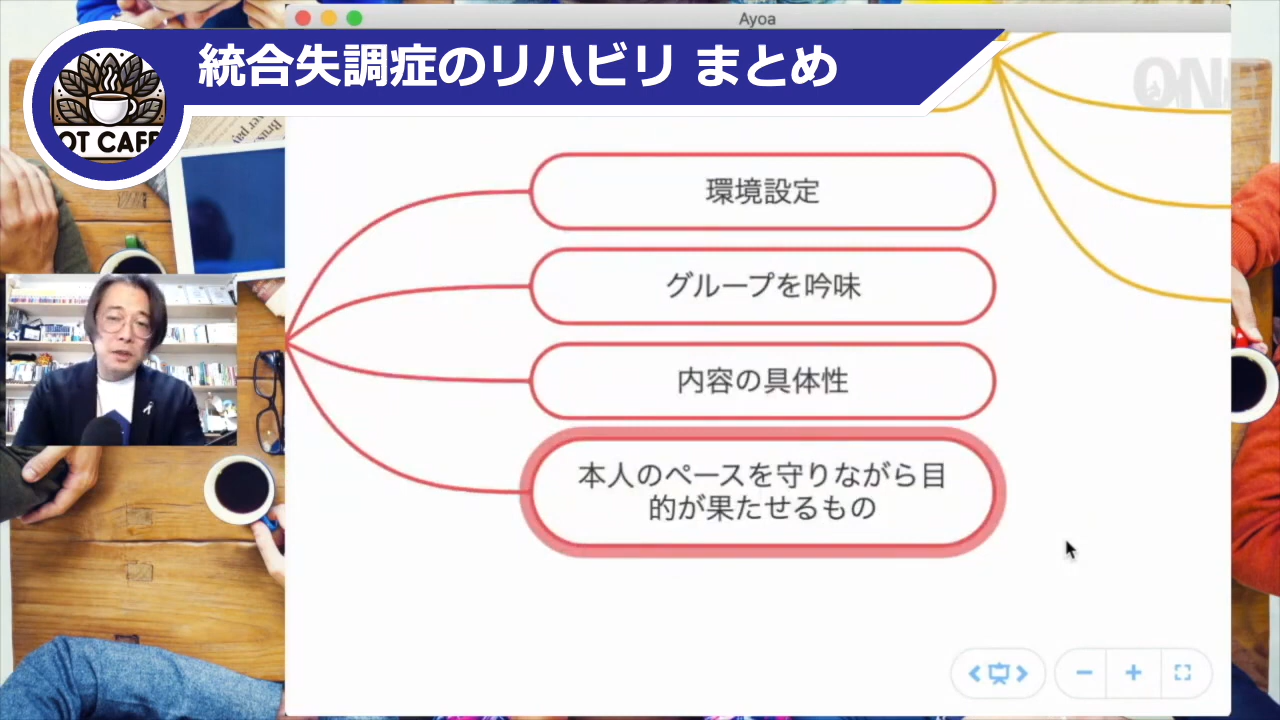 Ayoa
統合失調症のリハビリ まとめ
OT CAFE
環境設定
グループを吟味
内容の具体性
本人のペースを守りながら目
的が果たせるもの